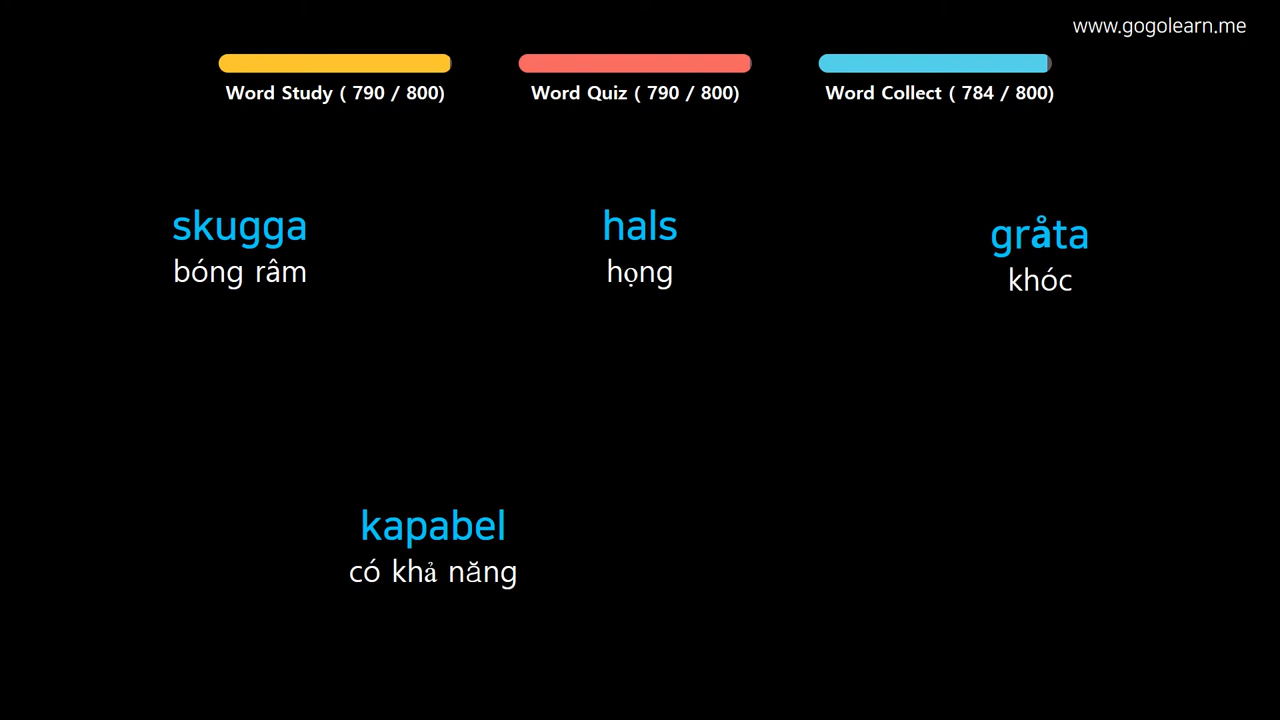 www.gogolearn.me
Word Study ( 790 / 800)
Word Quiz ( 790 / 800)
Word Collect ( 784 / 800)
skugga
bóng râm
hals
họng
gråta
khóc
kapabel
có khả năng